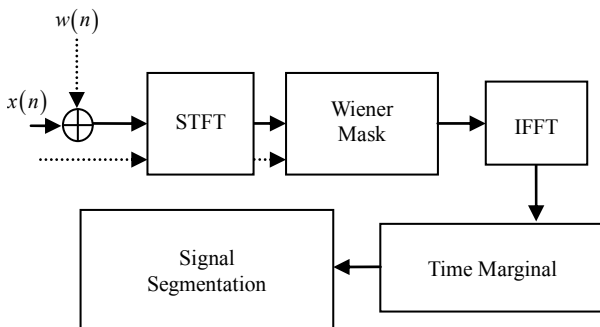 w(n)
x(n)
STFT
Wiener
Mask
IFFT
Signal
Segmentation
Time Marginal